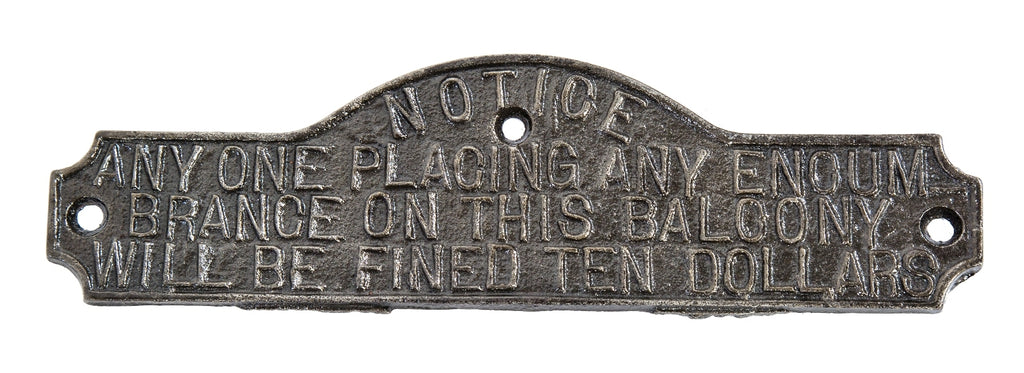 NOTICE
ANY ONE PLACING ANY ENCUM
BRANCE ON THIS BALCONY
WILL BE FINED TEN DOLLARS